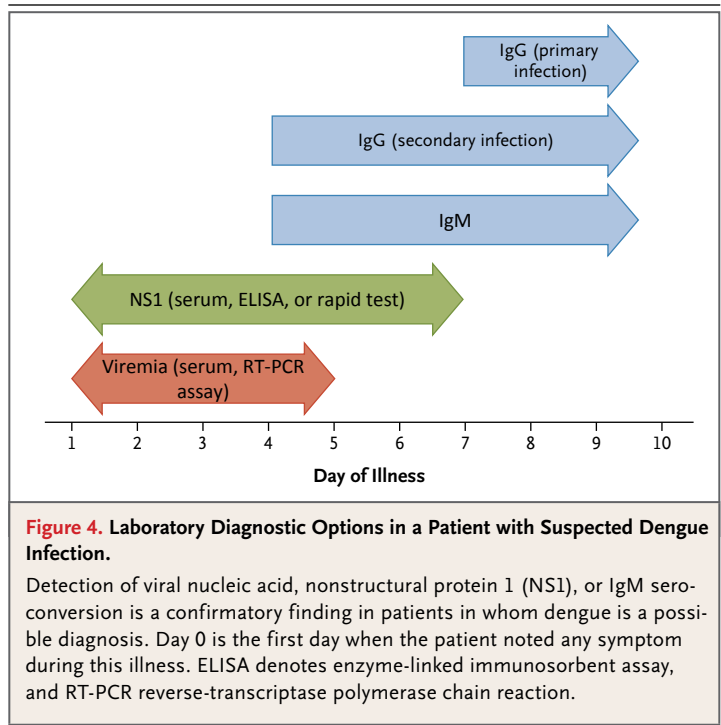 IgG (primary
infection)
IgG (secondary infection)
IgM
NS1 (serum, ELISA, or rapid test)
Viremia (serum, RT-PCR
assay)
1 2 3 4 5 6 7 8 9 10
Day of Illness
Figure 4. Laboratory Diagnostic Options in a Patient with Suspected Dengue
Infection.
Detection of viral nucleic acid, nonstructural protein 1 (NS1), or IgM sero-
conversion is a confirmatory finding in patients in whom dengue is a possi-
ble diagnosis. Day 0 is the first day when the patient noted any symptom
during this illness. ELISA denotes enzyme-linked immunosorbent assay,
and RT-PCR reverse-transcriptase polymerase chain reaction.